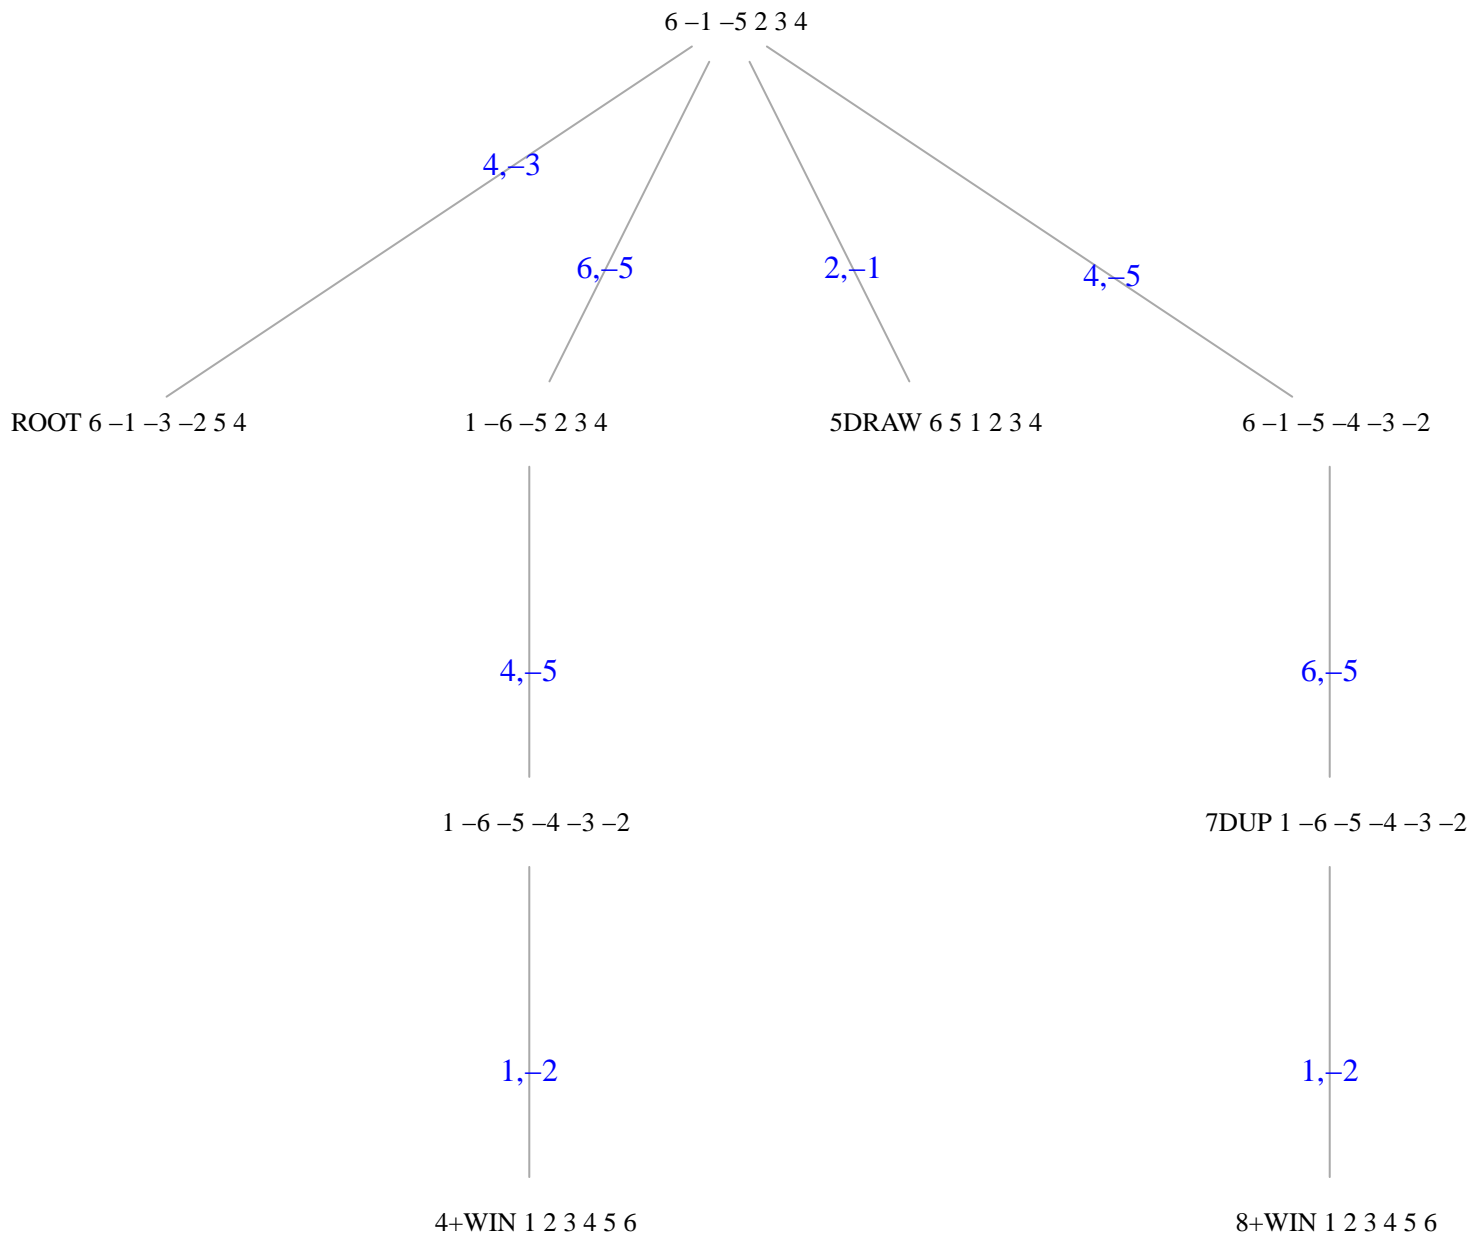 6 –1 –5 2 3 4
4,–3
6,–5
2,–1
4,–5
ROOT 6 –1 –3 –2 5 4
1 –6 –5 2 3 4
5DRAW 6 5 1 2 3 4
6 –1 –5 –4 –3 –2
4,–5
6,–5
1 –6 –5 –4 –3 –2
7DUP 1 –6 –5 –4 –3 –2
1,–2
1,–2
4+WIN 1 2 3 4 5 6
8+WIN 1 2 3 4 5 6